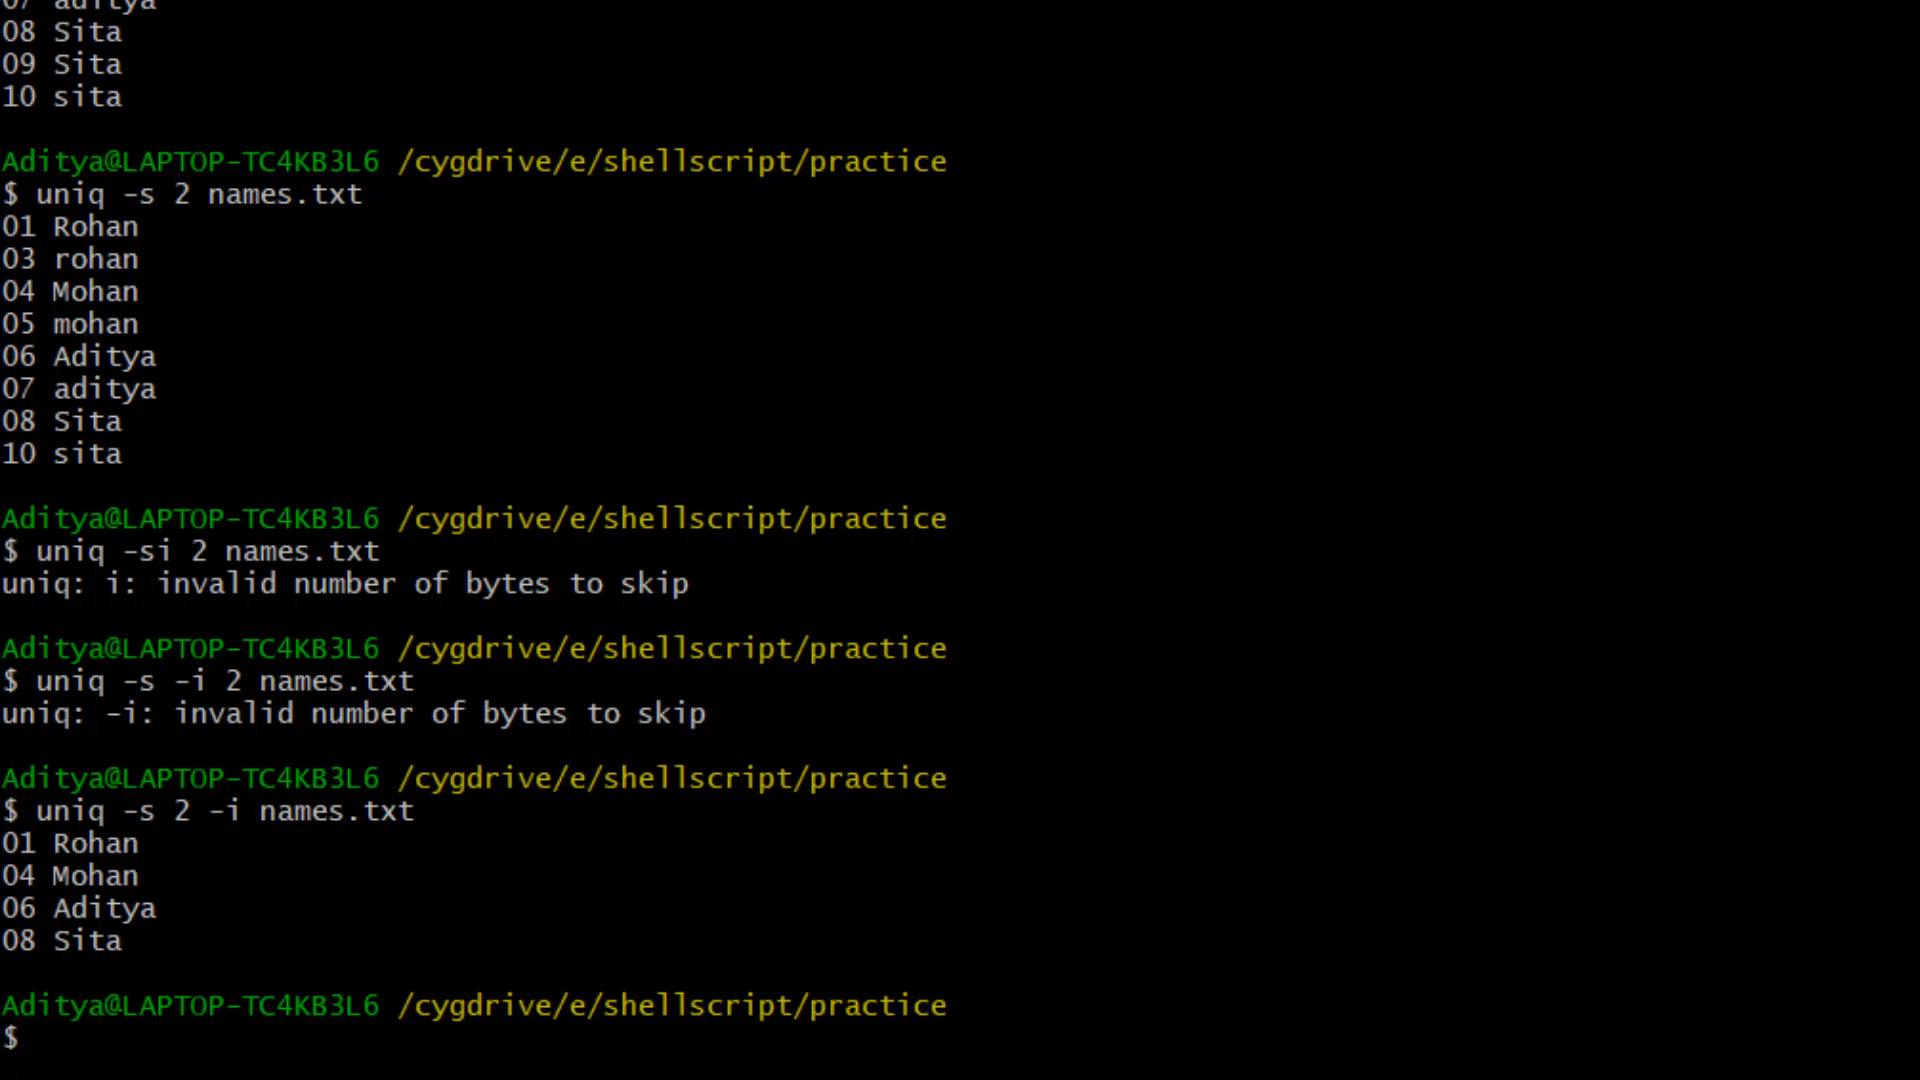 07 aditya
08 Sita
09 Sita
10 sita
Aditya@LAPTOP-TC4KB3L6 /cygdrive/e/shellscript/practice
$ uniq -s 2 names.txt
01 Rohan
03 rohan
04 Mohan
05 mohan
06 Aditya
07 aditya
08 Sita
10 sita
Aditya@LAPTOP-TC4KB3L6 /cygdrive/e/shellscript/practice
$ uniq -si 2 names.txt
uniq: i: invalid number of bytes to skip
Aditya@LAPTOP-TC4KB3L6 /cygdrive/e/shellscript/practice
$ uniq -s -i 2 names.txt
uniq: -i: invalid number of bytes to skip
Aditya@LAPTOP-TC4KB3L6 /cygdrive/e/shellscript/practice
$ uniq -s 2 -i names.txt
01 Rohan
04 Mohan
06 Aditya
08 Sita
Aditya@LAPTOP-TC4KB3L6 /cygdrive/e/shellscript/practice
$